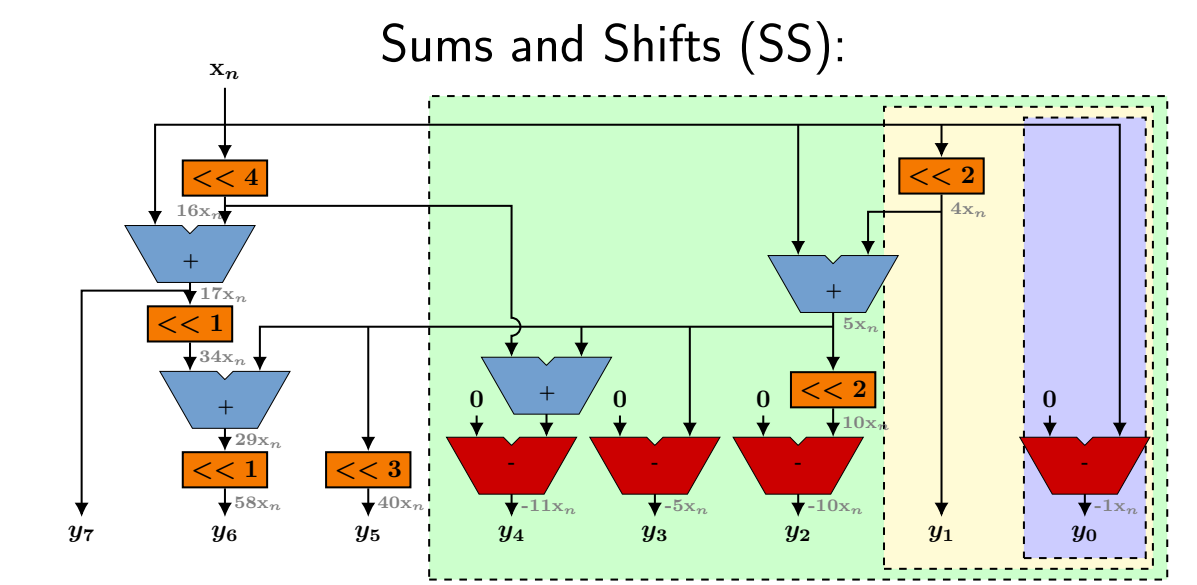 Sums and Shifts (SS):
xₙ
<< 4
<< 2
16xₙ
4xₙ
+
+
17xₙ
<< 1
5xₙ
34xₙ
<< 2
+
+
0
0
0
0
10xₙ
29xₙ
<< 1
<< 3
-
-
-
-
58xₙ
40xₙ
-11xₙ
-5xₙ
-10xₙ
-1xₙ
y₇
y₆
y₅
y₄
y₃
y₂
y₁
y₀